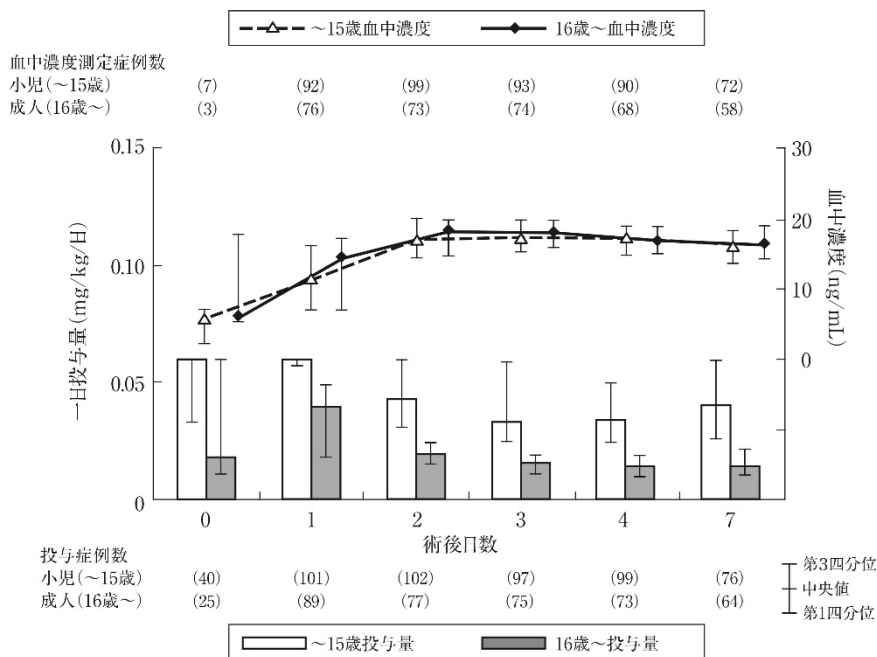 ~15歳血中濃度 16歳~血中濃度
血中濃度測定症例数
小児(~15歳) (7) (92) (99) (93) (90) (72)
成人(16歳~) (3) (76) (73) (74) (68) (58)
0.15 30
0.10 20
0.05 10
0 0
一日投与量(mg/kg/日)
血中濃度(ng/mL)
0 1 2 3 4 7
術後日数
投与症例数
小児(~15歳) (40) (101) (102) (97) (99) (76)
成人(16歳~) (25) (89) (77) (75) (73) (64)
第3四分位
中央値
第1四分位
~15歳投与量 16歳~投与量